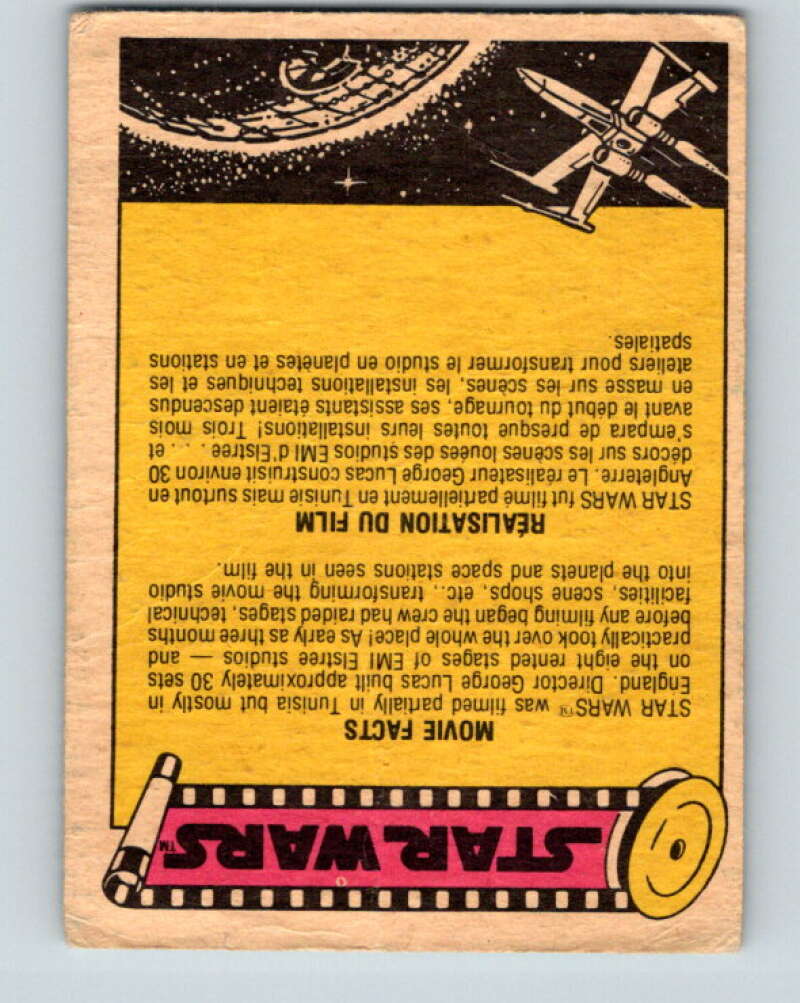 STAR WARS™
MOVIE FACTS
STAR WARS™ was filmed partially in Tunisia but mostly in
England. Director George Lucas built approximately 30 sets
on the eight rented stages of EMI Elstree studios — and
practically took over the whole place! As early as three months
before any filming began the crew had raided stages, technical
facilities, scene shops, etc., transforming the movie studio
into the planets and space stations seen in the film.
RÉALISATION DU FILM
STAR WARS fut filmé partiellement en Tunisie mais surtout en
Angleterre. Le réalisateur George Lucas construisit environ 30
décors sur les scènes louées des studios EMI d'Elstree . . . et
s'empara de presque toutes leurs installations! Trois mois
avant le début du tournage, ses assistants étaient descendus
en masse sur les scènes, les installations techniques et les
ateliers pour transformer le studio en planètes et en stations
spatiales.